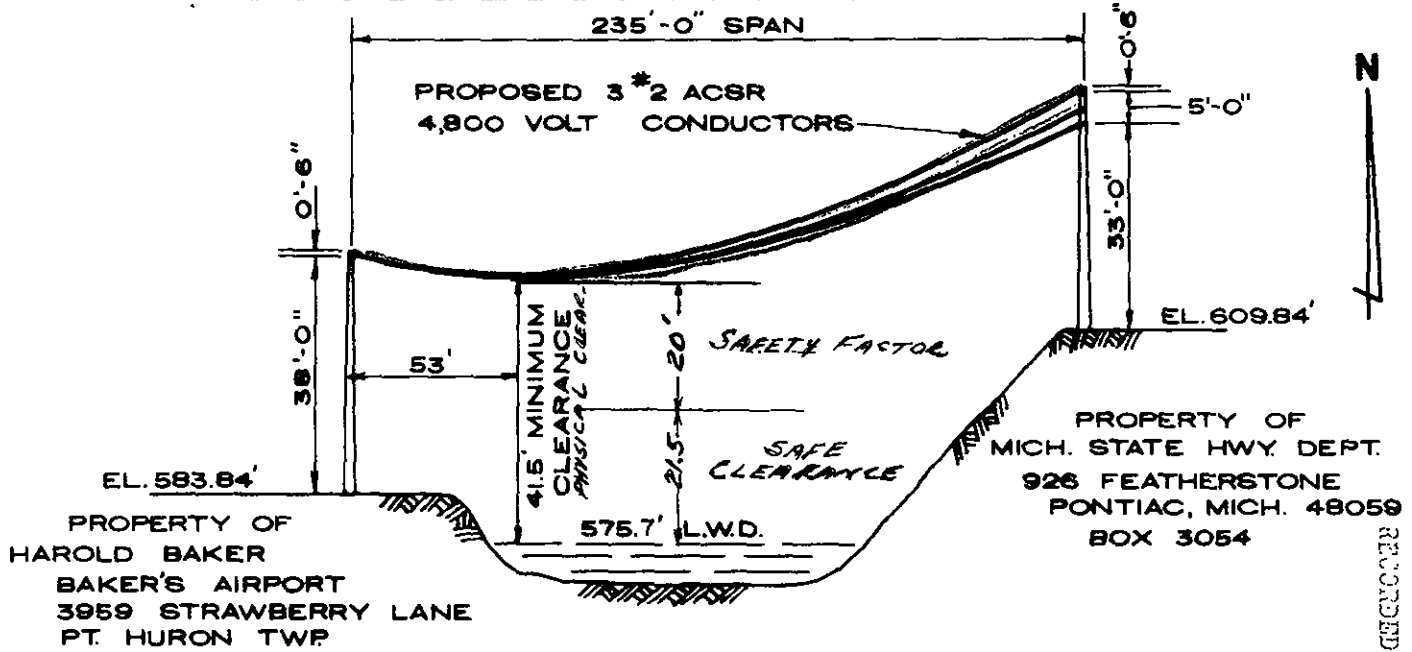 235'-0" SPAN
0'-6"
N
PROPOSED 3 #2 ACSR
4,800 VOLT CONDUCTORS
5'-0"
0'-6"
33'-0"
38'-0"
53'
41.5' MINIMUM
CLEARANCE
PHYSICAL CLEAR.
20'
SAFETY FACTOR
EL. 609.84'
21.5
SAFE
CLEARANCE
EL. 583.84'
575.7' L.W.D.
PROPERTY OF
HAROLD BAKER
BAKER'S AIRPORT
3959 STRAWBERRY LANE
PT. HURON TWP.
PROPERTY OF
MICH. STATE HWY. DEPT.
926 FEATHERSTONE
PONTIAC, MICH. 48059
BOX 3054
RECORDED